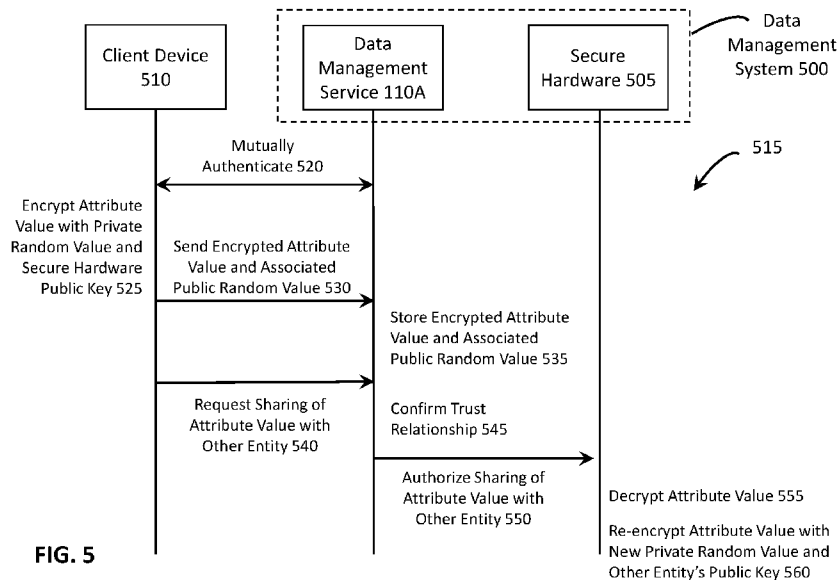 Client Device
510
Data
Management
Service 110A
Secure
Hardware 505
Data
Management
System 500
515
Mutually
Authenticate 520
Encrypt Attribute
Value with Private
Random Value and
Secure Hardware
Public Key 525
Send Encrypted Attribute
Value and Associated
Public Random Value 530
Store Encrypted Attribute
Value and Associated
Public Random Value 535
Request Sharing of
Attribute Value with
Other Entity 540
Confirm Trust
Relationship 545
Authorize Sharing of
Attribute Value with
Other Entity 550
Decrypt Attribute Value 555
Re-encrypt Attribute Value with
New Private Random Value and
Other Entity's Public Key 560
FIG. 5